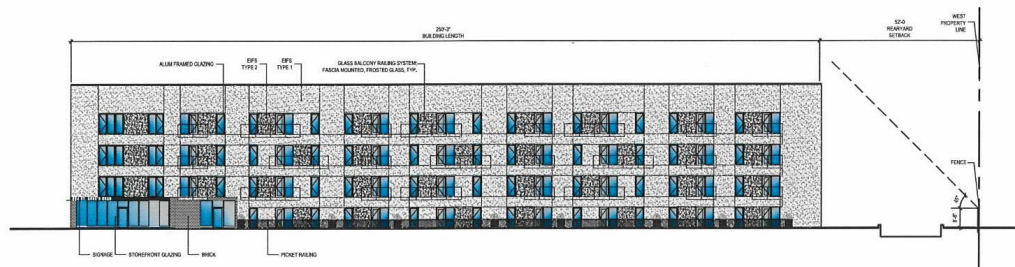 250'-3"
BUILDING LENGTH
52'-0
REARYARD
SETBACK
WEST
PROPERTY
LINE
ALUM FRAMED GLAZING
EIFS
TYPE 2
EIFS
TYPE 1
GLASS BALCONY RAILING SYSTEM:
FASCIA MOUNTED, FROSTED GLASS, TYP.
FENCE
45°
SIGNAGE
STOREFRONT GLAZING
BRICK
PICKET RAILING